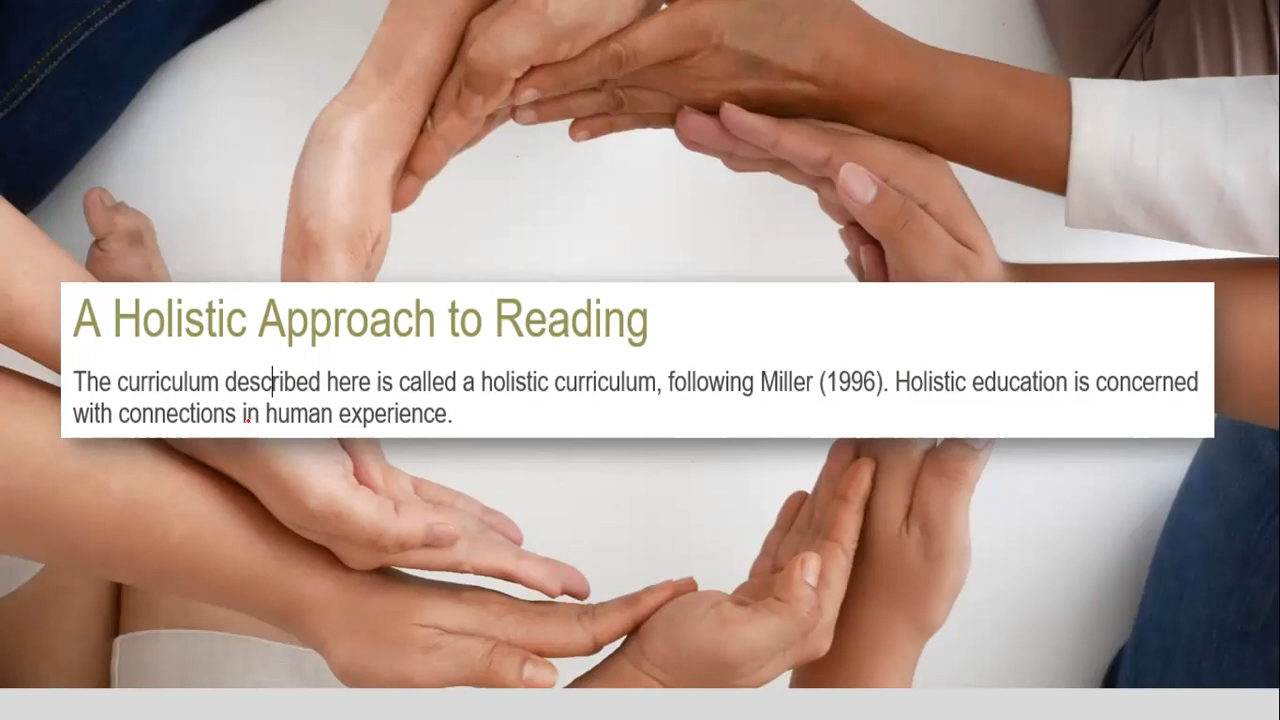 A Holistic Approach to Reading
The curriculum described here is called a holistic curriculum, following Miller (1996). Holistic education is concerned
with connections in human experience.